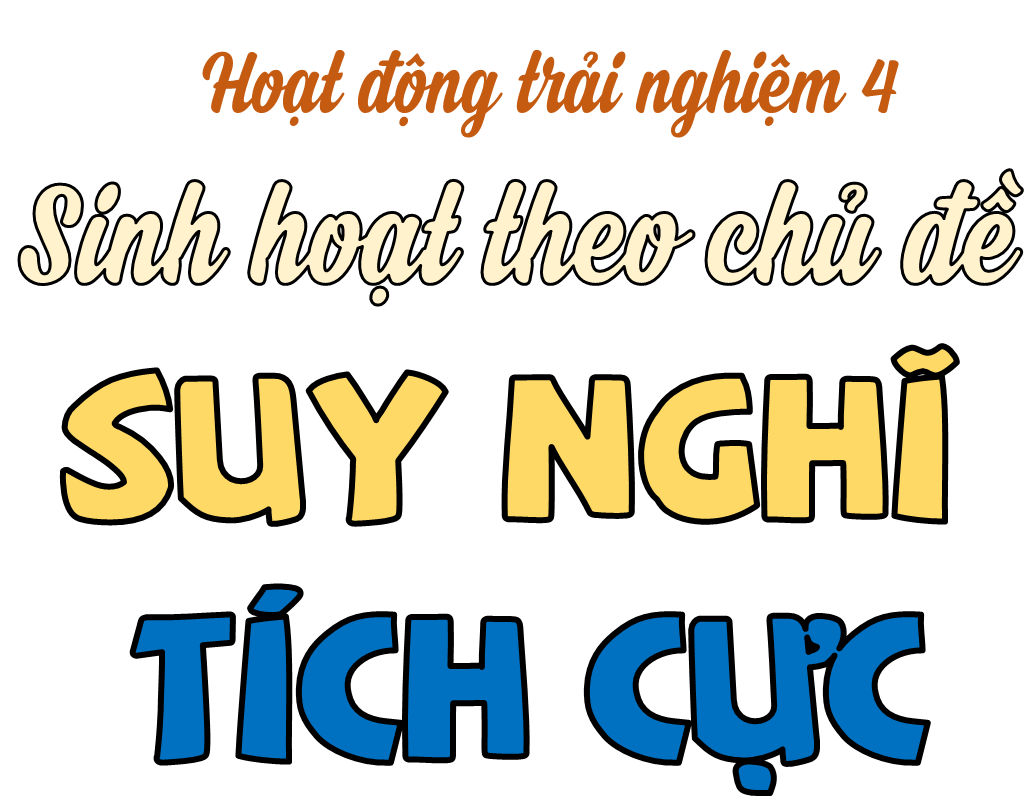 Hoạt động trải nghiệm 4
Sinh hoạt theo chủ đề
SUY NGHĨ
TÍCH CỰC